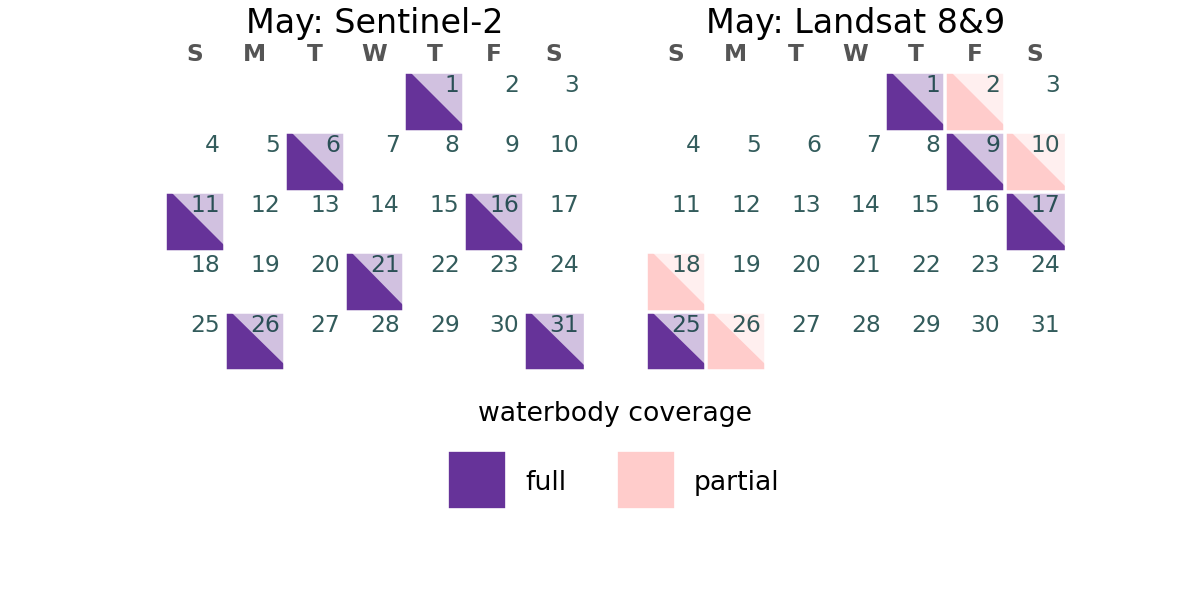 May: Sentinel-2
S M T W T F S
1 2 3
4 5 6 7 8 9 10
11 12 13 14 15 16 17
18 19 20 21 22 23 24
25 26 27 28 29 30 31
May: Landsat 8&9
S M T W T F S
1 2 3
4 5 6 7 8 9 10
11 12 13 14 15 16 17
18 19 20 21 22 23 24
25 26 27 28 29 30 31
waterbody coverage
full
partial